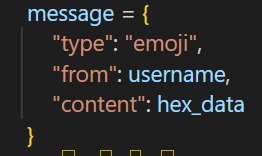 message = {
"type": "emoji",
"from": username,
"content": hex_data
}